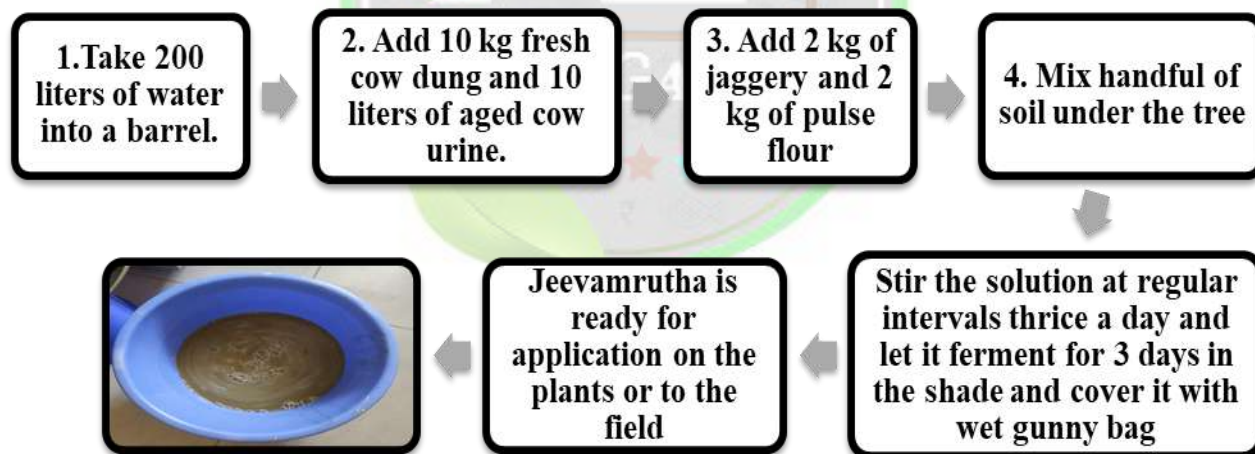 1.Take 200
liters of water
into a barrel.
2. Add 10 kg fresh
cow dung and 10
liters of aged cow
urine.
3. Add 2 kg of
jaggery and 2
kg of pulse
flour
4. Mix handful of
soil under the tree
Stir the solution at regular
intervals thrice a day and
let it ferment for 3 days in
the shade and cover it with
wet gunny bag
Jeevamrutha is
ready for
application on the
plants or to the
field